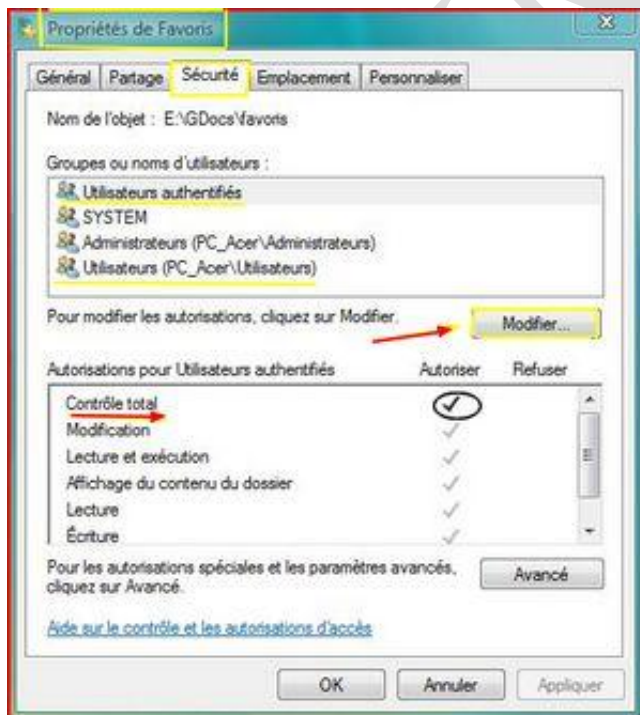 Propriétés de Favoris
Général Partage Sécurité Emplacement Personnaliser
Nom de l'objet : E:\GDocs\favoris
Groupes ou noms d'utilisateurs :
Utilisateurs authentifiés
SYSTEM
Administrateurs (PC_Acer\Administrateurs)
Utilisateurs (PC_Acer\Utilisateurs)
Pour modifier les autorisations, cliquez sur Modifier. Modifier...
Autorisations pour Utilisateurs authentifiés Autoriser Refuser
Contrôle total
Modification
Lecture et exécution
Affichage du contenu du dossier
Lecture
Écriture
Pour les autorisations spéciales et les paramètres avancés,
cliquez sur Avancé. Avancé
Aide sur le contrôle et les autorisations d'accès
OK Annuler Appliquer